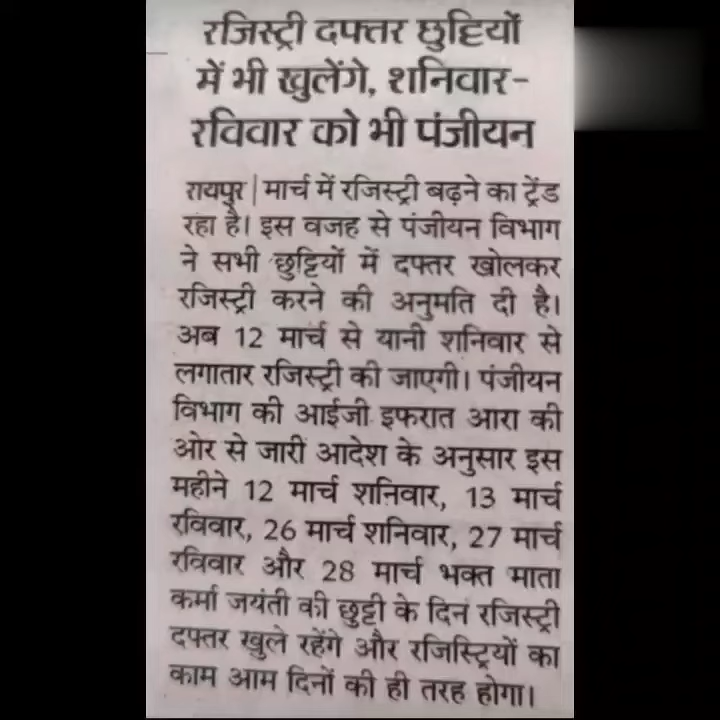 रजिस्ट्री दफ्तर छुट्टियों
में भी खुलेंगे, शनिवार-
रविवार को भी पंजीयन
रायपुर | मार्च में रजिस्ट्री बढ़ने का ट्रेंड
रहा है। इस वजह से पंजीयन विभाग
ने सभी छुट्टियों में दफ्तर खोलकर
रजिस्ट्री करने की अनुमति दी है।
अब 12 मार्च से यानी शनिवार से
लगातार रजिस्ट्री की जाएगी। पंजीयन
विभाग की आईजी इफरात आरा की
ओर से जारी आदेश के अनुसार इस
महीने 12 मार्च शनिवार, 13 मार्च
रविवार, 26 मार्च शनिवार, 27 मार्च
रविवार और 28 मार्च भक्त माता
कर्मा जयंती की छुट्टी के दिन रजिस्ट्री
दफ्तर खुले रहेंगे और रजिस्ट्रियों का
काम आम दिनों की ही तरह होगा।